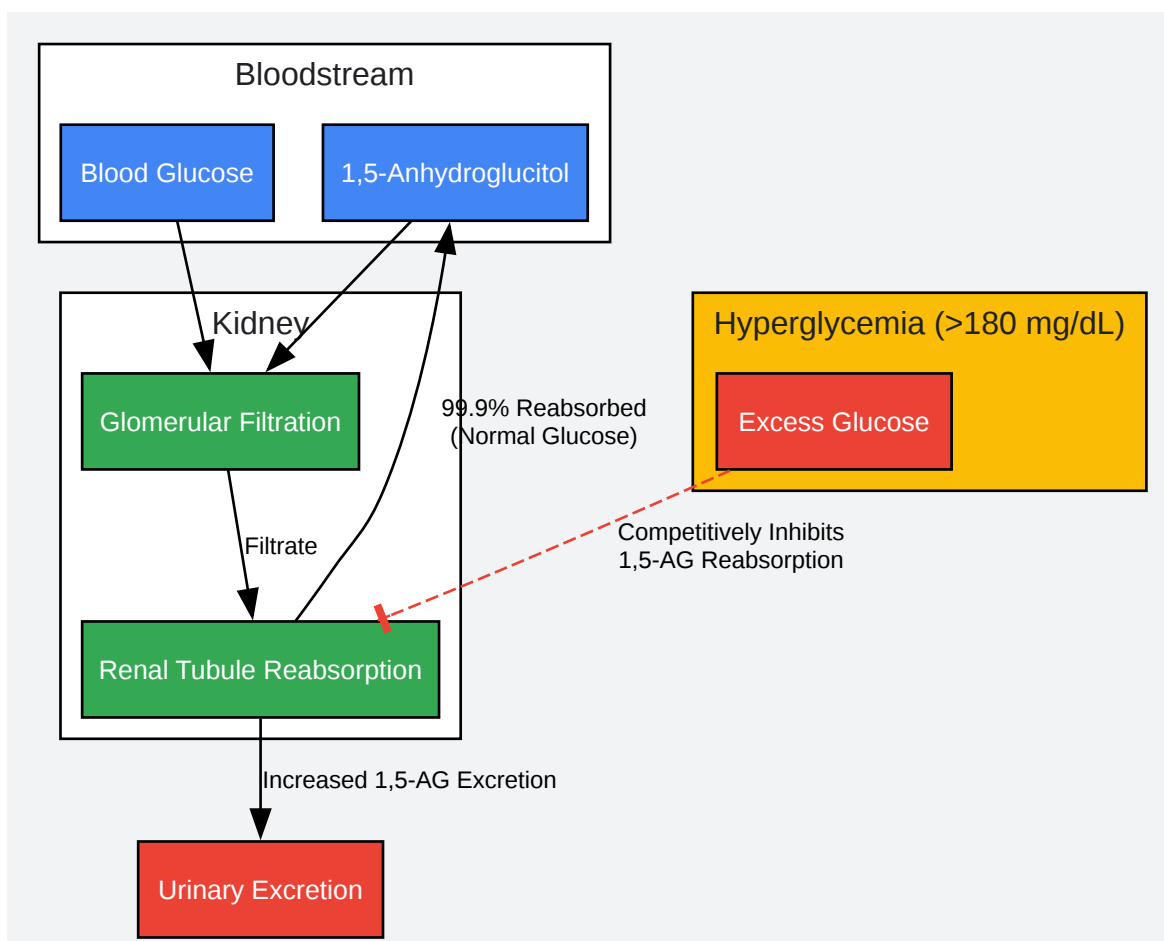 Bloodstream
Blood Glucose
1,5-Anhydroglucitol
Kidney
Hyperglycemia (>180 mg/dL)
Glomerular Filtration
99.9% Reabsorbed
(Normal Glucose)
Excess Glucose
Filtrate
Competitively Inhibits
1,5-AG Reabsorption
Renal Tubule Reabsorption
Increased 1,5-AG Excretion
Urinary Excretion